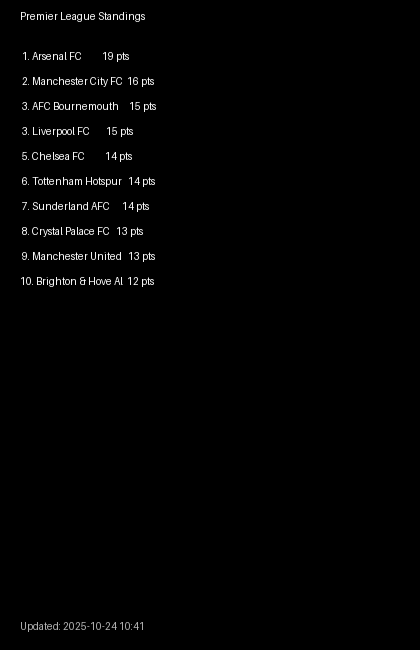 Premier League Standings
1. Arsenal FC 19 pts
2. Manchester City FC 16 pts
3. AFC Bournemouth 15 pts
3. Liverpool FC 15 pts
5. Chelsea FC 14 pts
6. Tottenham Hotspur 14 pts
7. Sunderland AFC 14 pts
8. Crystal Palace FC 13 pts
9. Manchester United 13 pts
10. Brighton & Hove Al 12 pts
Updated: 2025-10-24 10:41